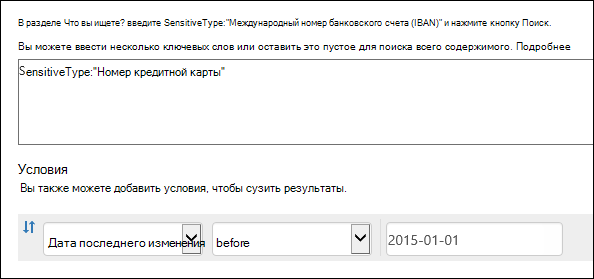 В разделе Что вы ищете? введите SensitiveType:"Международный номер банковского счета (IBAN)" и нажмите кнопку Поиск.
Вы можете ввести несколько ключевых слов или оставить это пустое для поиска всего содержимого. Подробнее
SensitiveType:"Номер кредитной карты"
Условия
Вы также можете добавить условия, чтобы сузить результаты.
Дата последнего изменения before 2015-01-01